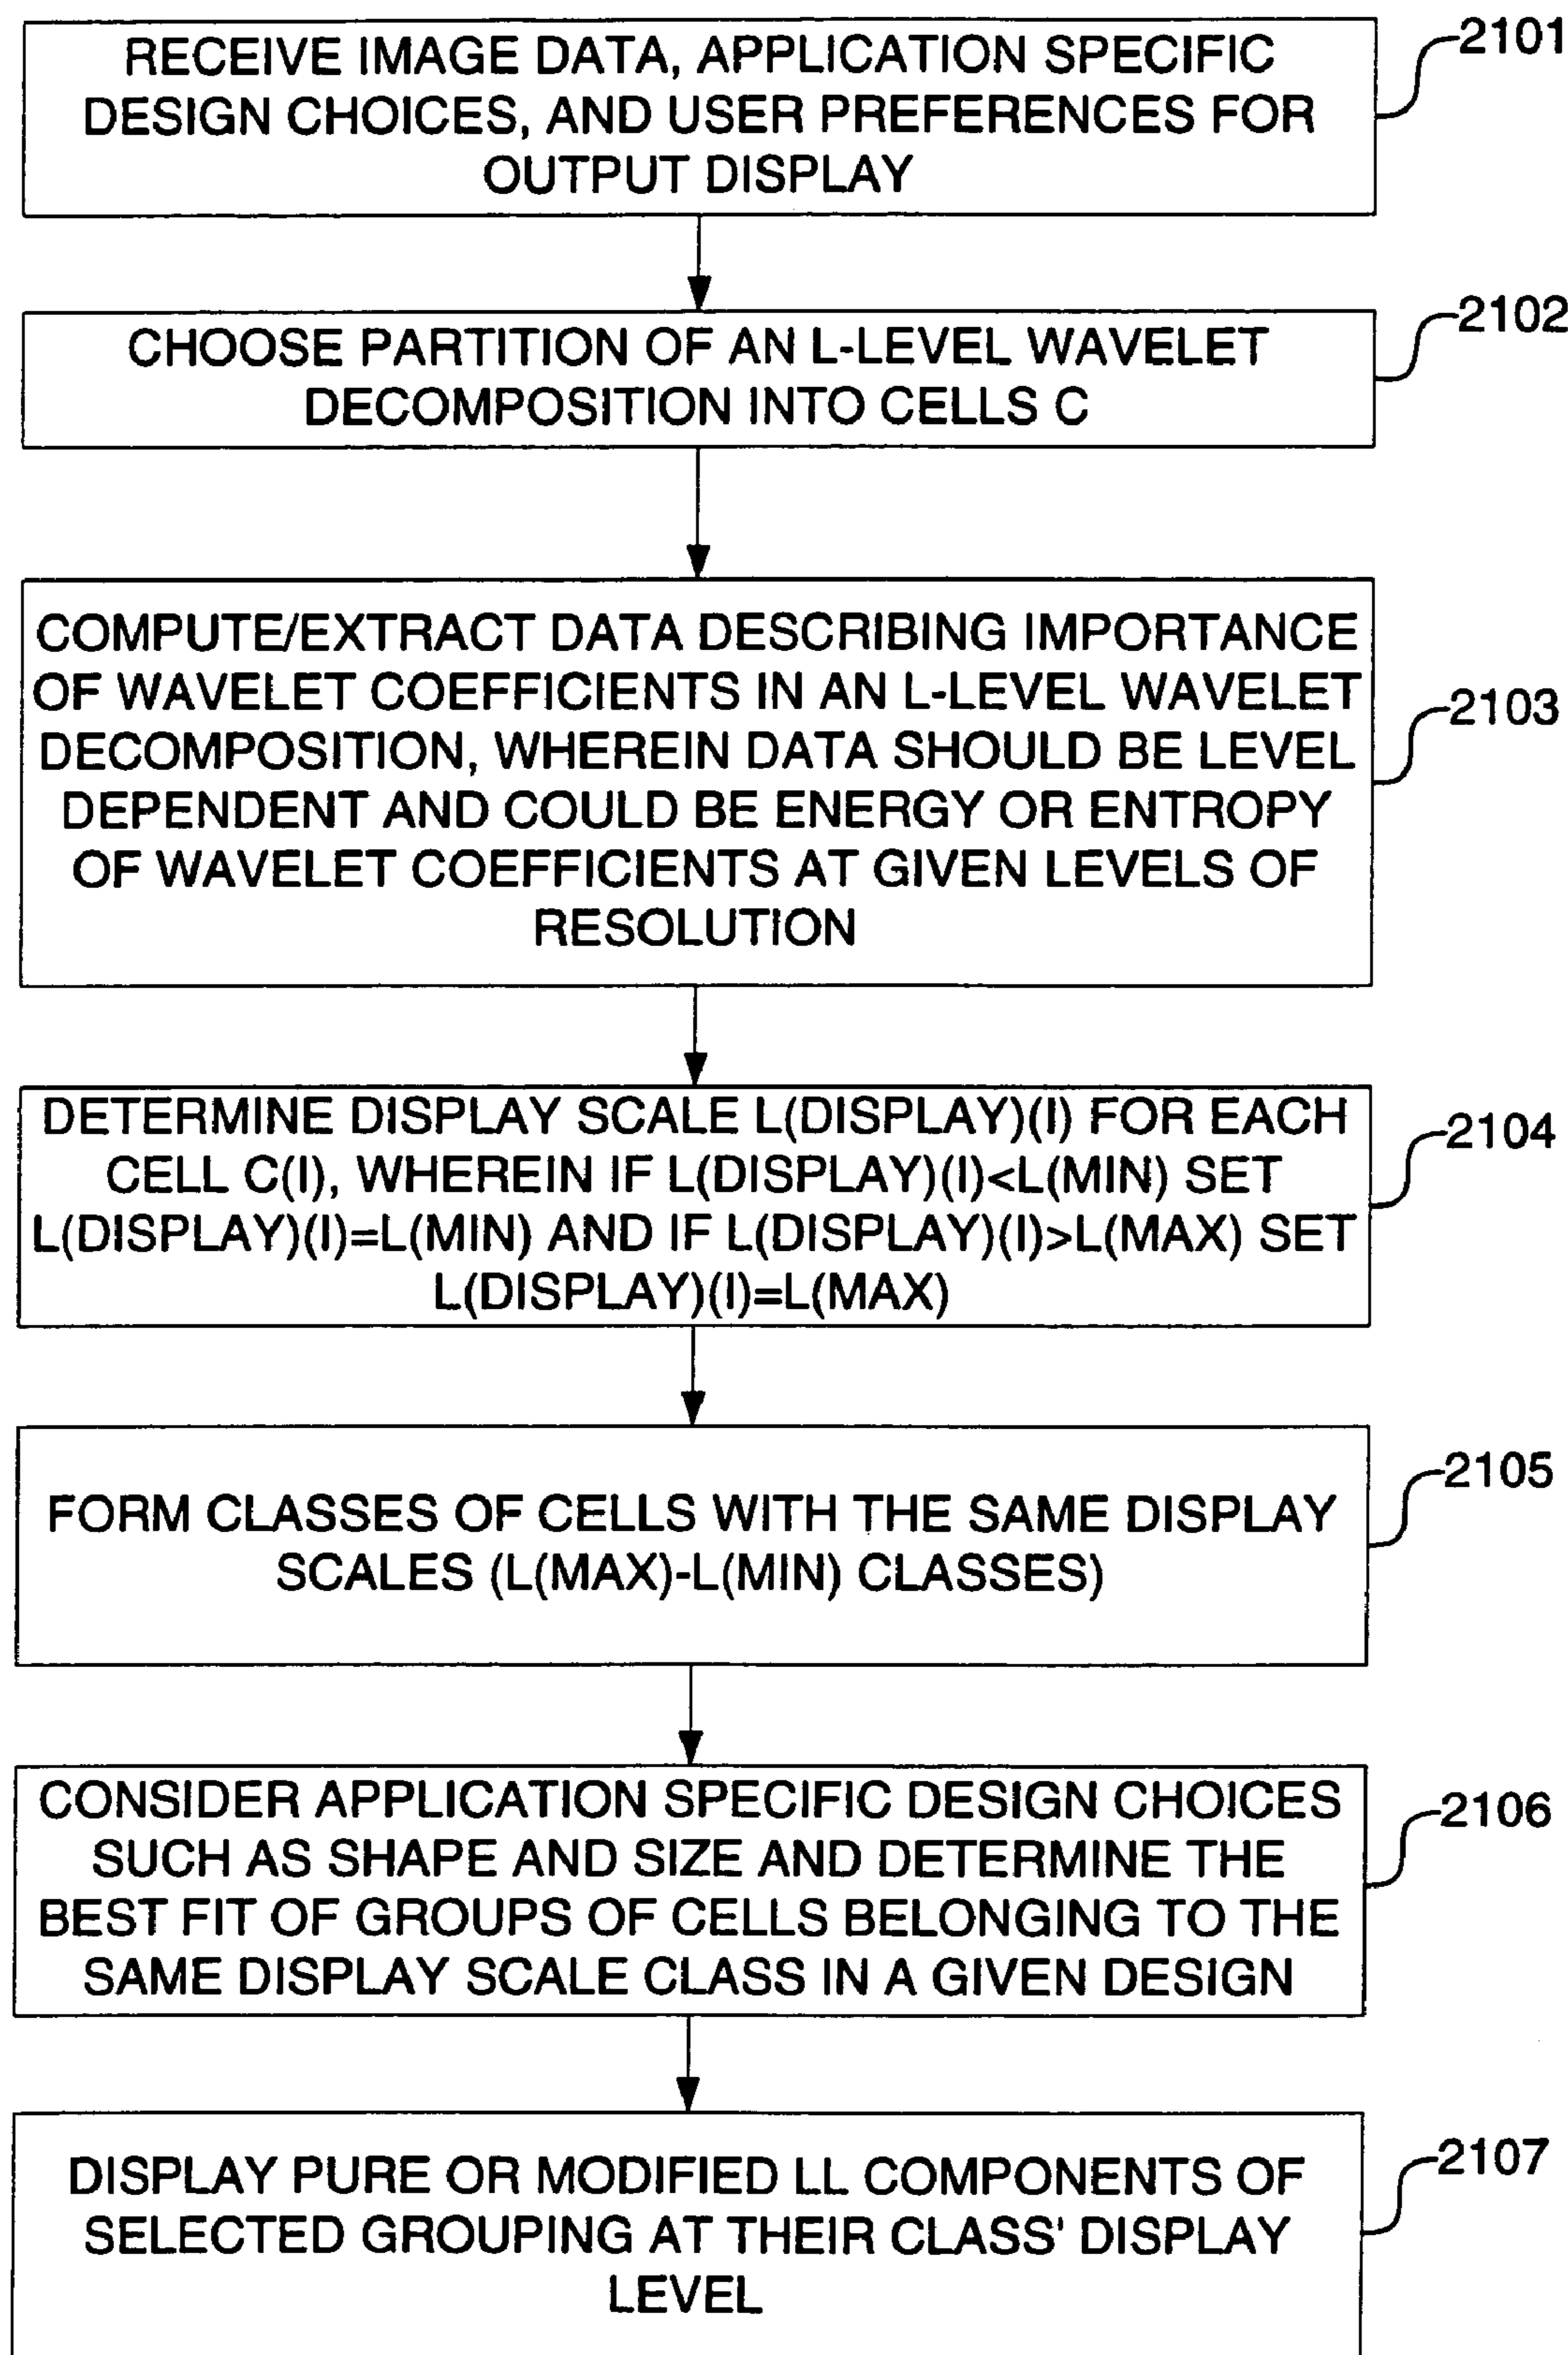 RECEIVE IMAGE DATA, APPLICATION SPECIFIC
DESIGN CHOICES, AND USER PREFERENCES FOR
OUTPUT DISPLAY
2101
CHOOSE PARTITION OF AN L-LEVEL WAVELET
DECOMPOSITION INTO CELLS C
2102
COMPUTE/EXTRACT DATA DESCRIBING IMPORTANCE
OF WAVELET COEFFICIENTS IN AN L-LEVEL WAVELET
DECOMPOSITION, WHEREIN DATA SHOULD BE LEVEL
DEPENDENT AND COULD BE ENERGY OR ENTROPY
OF WAVELET COEFFICIENTS AT GIVEN LEVELS OF
RESOLUTION
2103
DETERMINE DISPLAY SCALE L(DISPLAY)(I) FOR EACH
CELL C(I), WHEREIN IF L(DISPLAY)(I)<L(MIN) SET
L(DISPLAY)(I)=L(MIN) AND IF L(DISPLAY)(I)>L(MAX) SET
L(DISPLAY)(I)=L(MAX)
2104
FORM CLASSES OF CELLS WITH THE SAME DISPLAY
SCALES (L(MAX)-L(MIN) CLASSES)
2105
CONSIDER APPLICATION SPECIFIC DESIGN CHOICES
SUCH AS SHAPE AND SIZE AND DETERMINE THE
BEST FIT OF GROUPS OF CELLS BELONGING TO THE
SAME DISPLAY SCALE CLASS IN A GIVEN DESIGN
2106
DISPLAY PURE OR MODIFIED LL COMPONENTS OF
SELECTED GROUPING AT THEIR CLASS' DISPLAY
LEVEL
2107